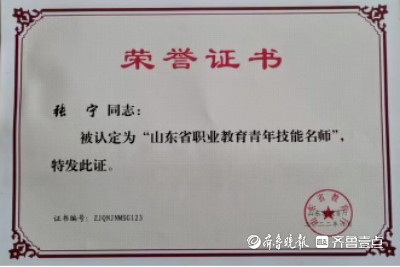 荣誉证书
张 宁 同志：
被认定为“山东省职业教育青年技能名师”，
特发此证。
证书编号：ZJQNJNMSG123
齐鲁晚报 齐鲁壹点